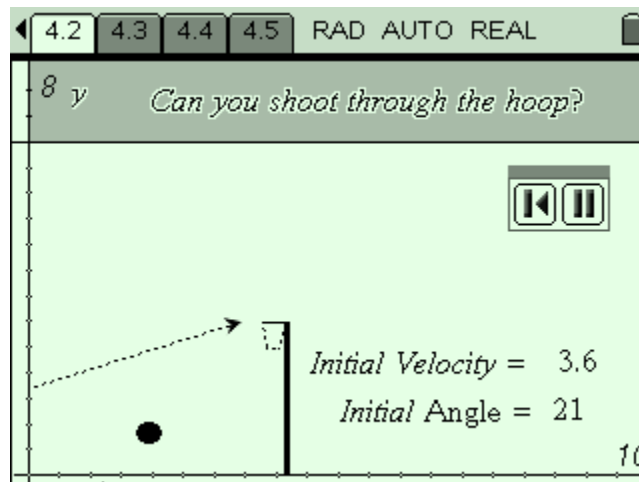 4.2 4.3 4.4 4.5 RAD AUTO REAL
8 y Can you shoot through the hoop?
Initial Velocity = 3.6
Initial Angle = 21